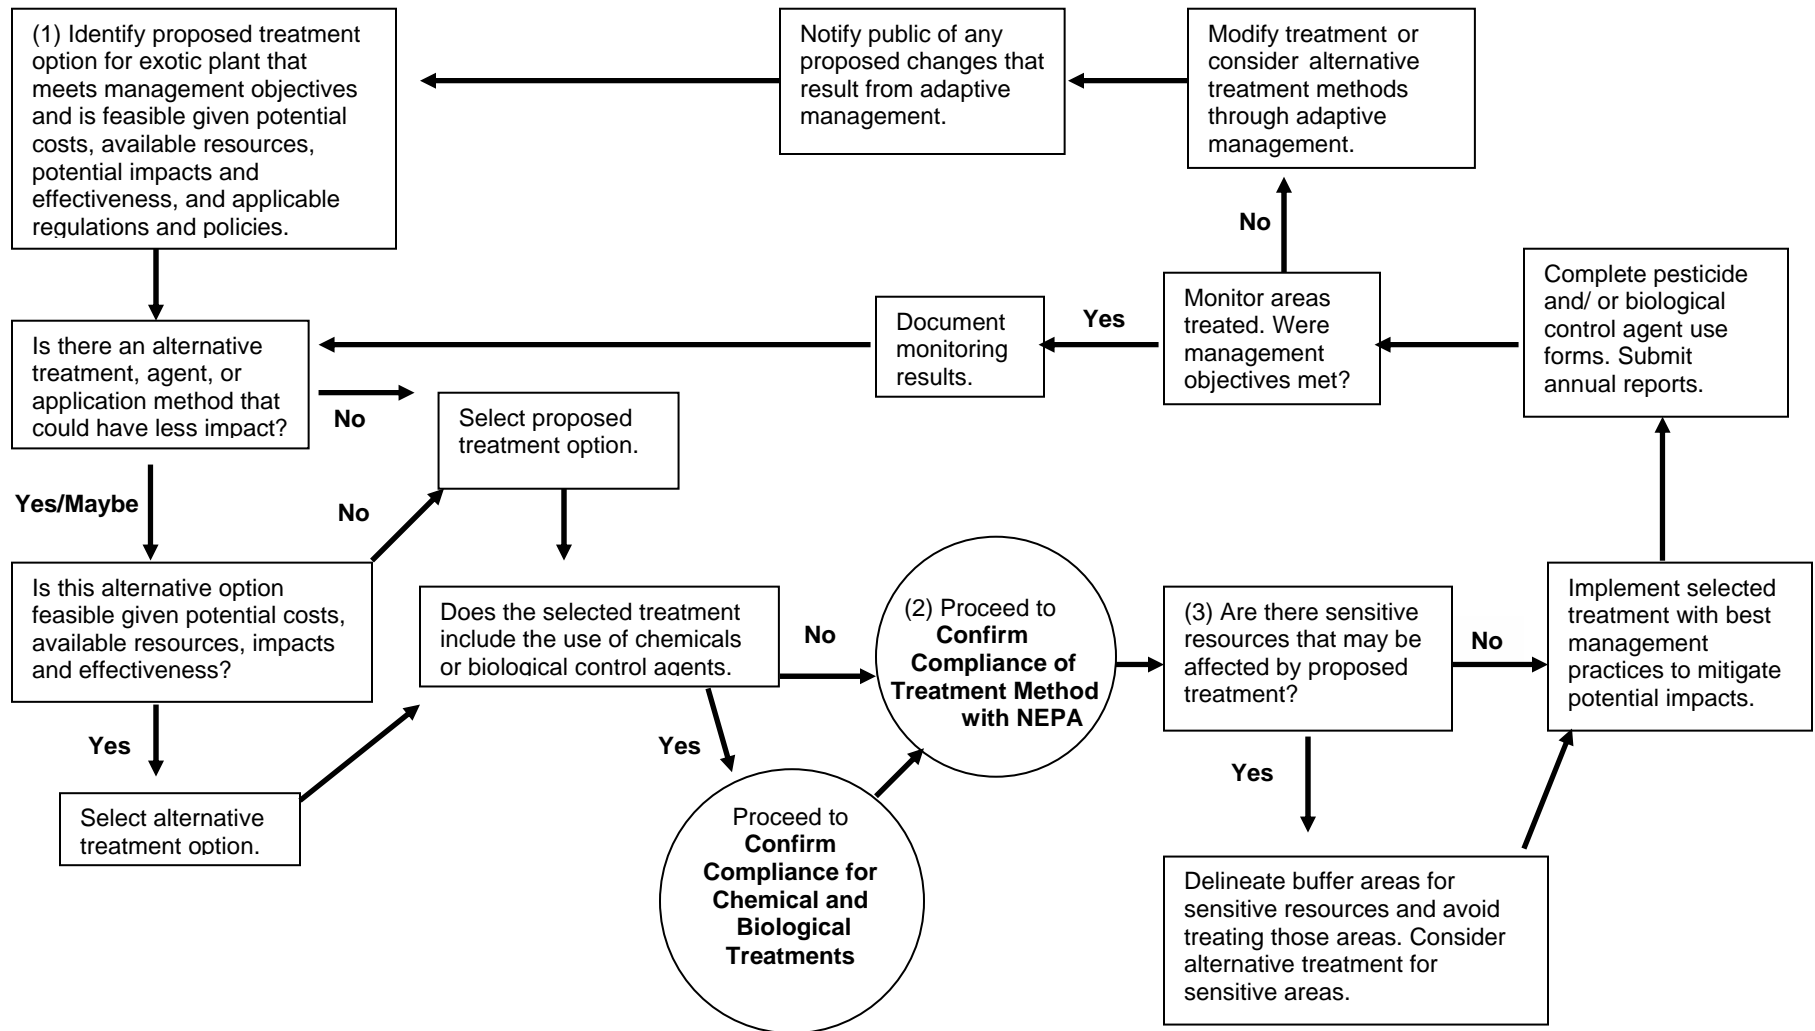 (1) Identify proposed treatment
option for exotic plant that
meets management objectives
and is feasible given potential
costs, available resources,
potential impacts and
effectiveness, and applicable
regulations and policies.
Notify public of any
proposed changes that
result from adaptive
management.
Modify treatment or
consider alternative
treatment methods
through adaptive
management.
No
Is there an alternative
treatment, agent, or
application method that
could have less impact?
No
Document
monitoring
results.
Yes
Monitor areas
treated. Were
management
objectives met?
Complete pesticide
and/ or biological
control agent use
forms. Submit
annual reports.
Select proposed
treatment option.
Yes/Maybe
No
Is this alternative option
feasible given potential costs,
available resources, impacts
and effectiveness?
Does the selected treatment
include the use of chemicals
or biological control agents.
No
(2) Proceed to
Confirm
Compliance of
Treatment Method
with NEPA
(3) Are there sensitive
resources that may be
affected by proposed
treatment?
No
Implement selected
treatment with best
management
practices to mitigate
potential impacts.
Yes
Yes
Yes
Select alternative
treatment option.
Proceed to
Confirm
Compliance for
Chemical and
Biological
Treatments
Delineate buffer areas for
sensitive resources and avoid
treating those areas. Consider
alternative treatment for
sensitive areas.